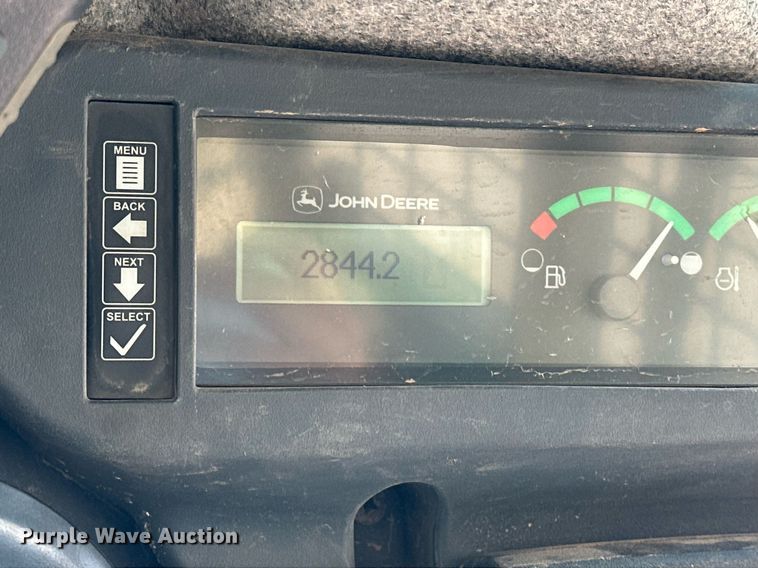 MENU
BACK
NEXT
SELECT
JOHN DEERE
2844.2
Purple Wave Auction